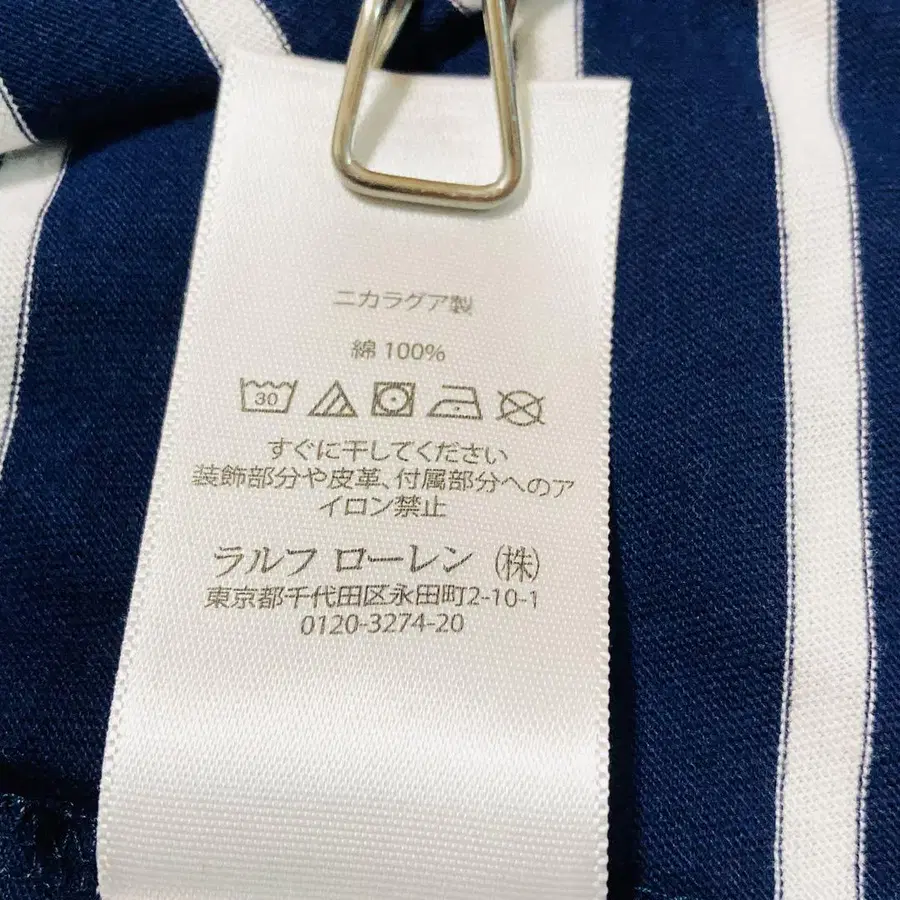 ニカラグア製
綿 100%
30
すぐに干してください
装飾部分や皮革、付属部分へのア
イロン禁止
ラルフ ローレン (株)
東京都千代田区永田町2-10-1
0120-3274-20